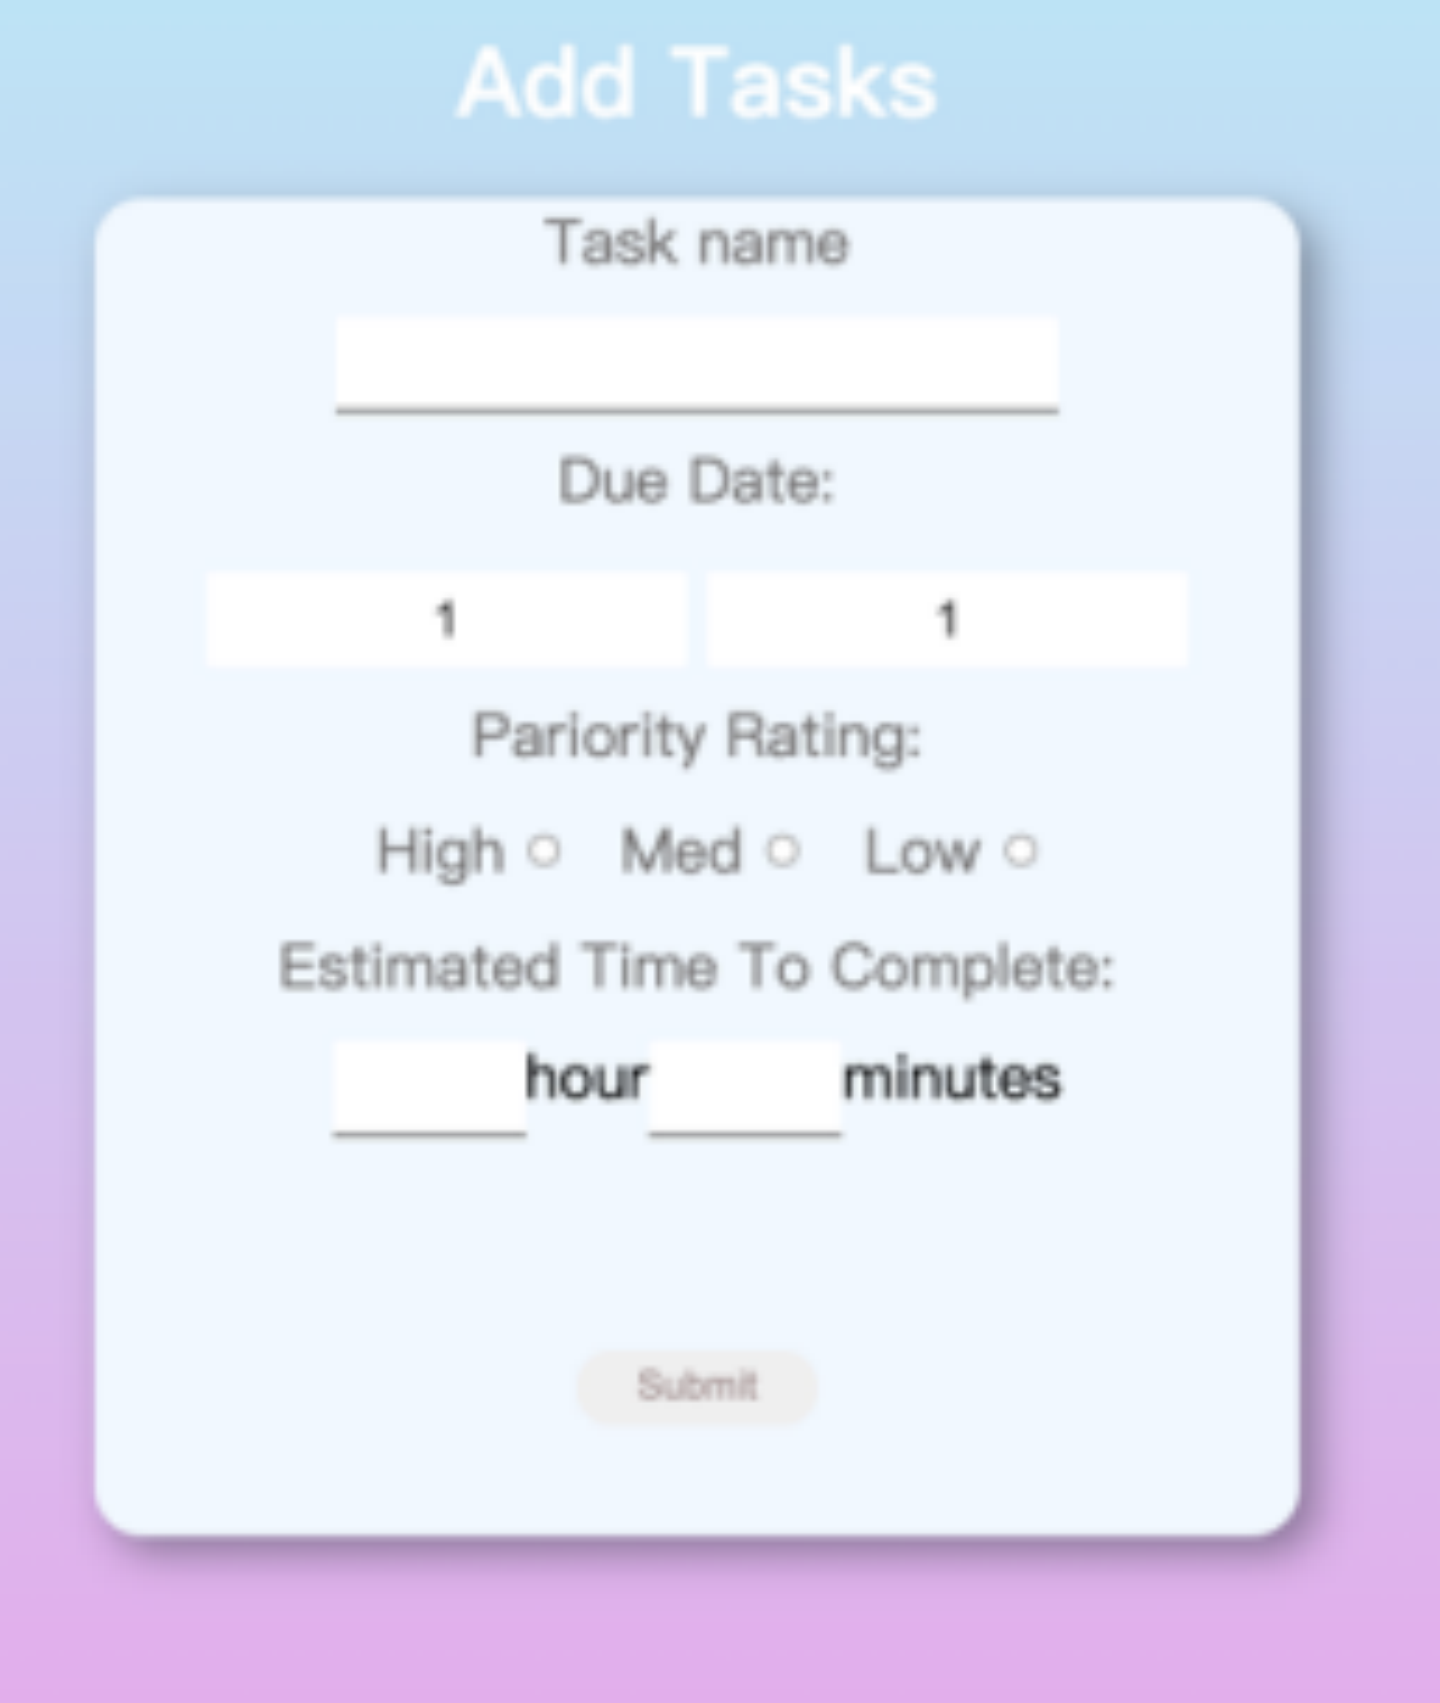 Add Tasks
Task name
Due Date:
1 1
Pariority Rating:
High Med Low
Estimated Time To Complete:
hour minutes
Submit